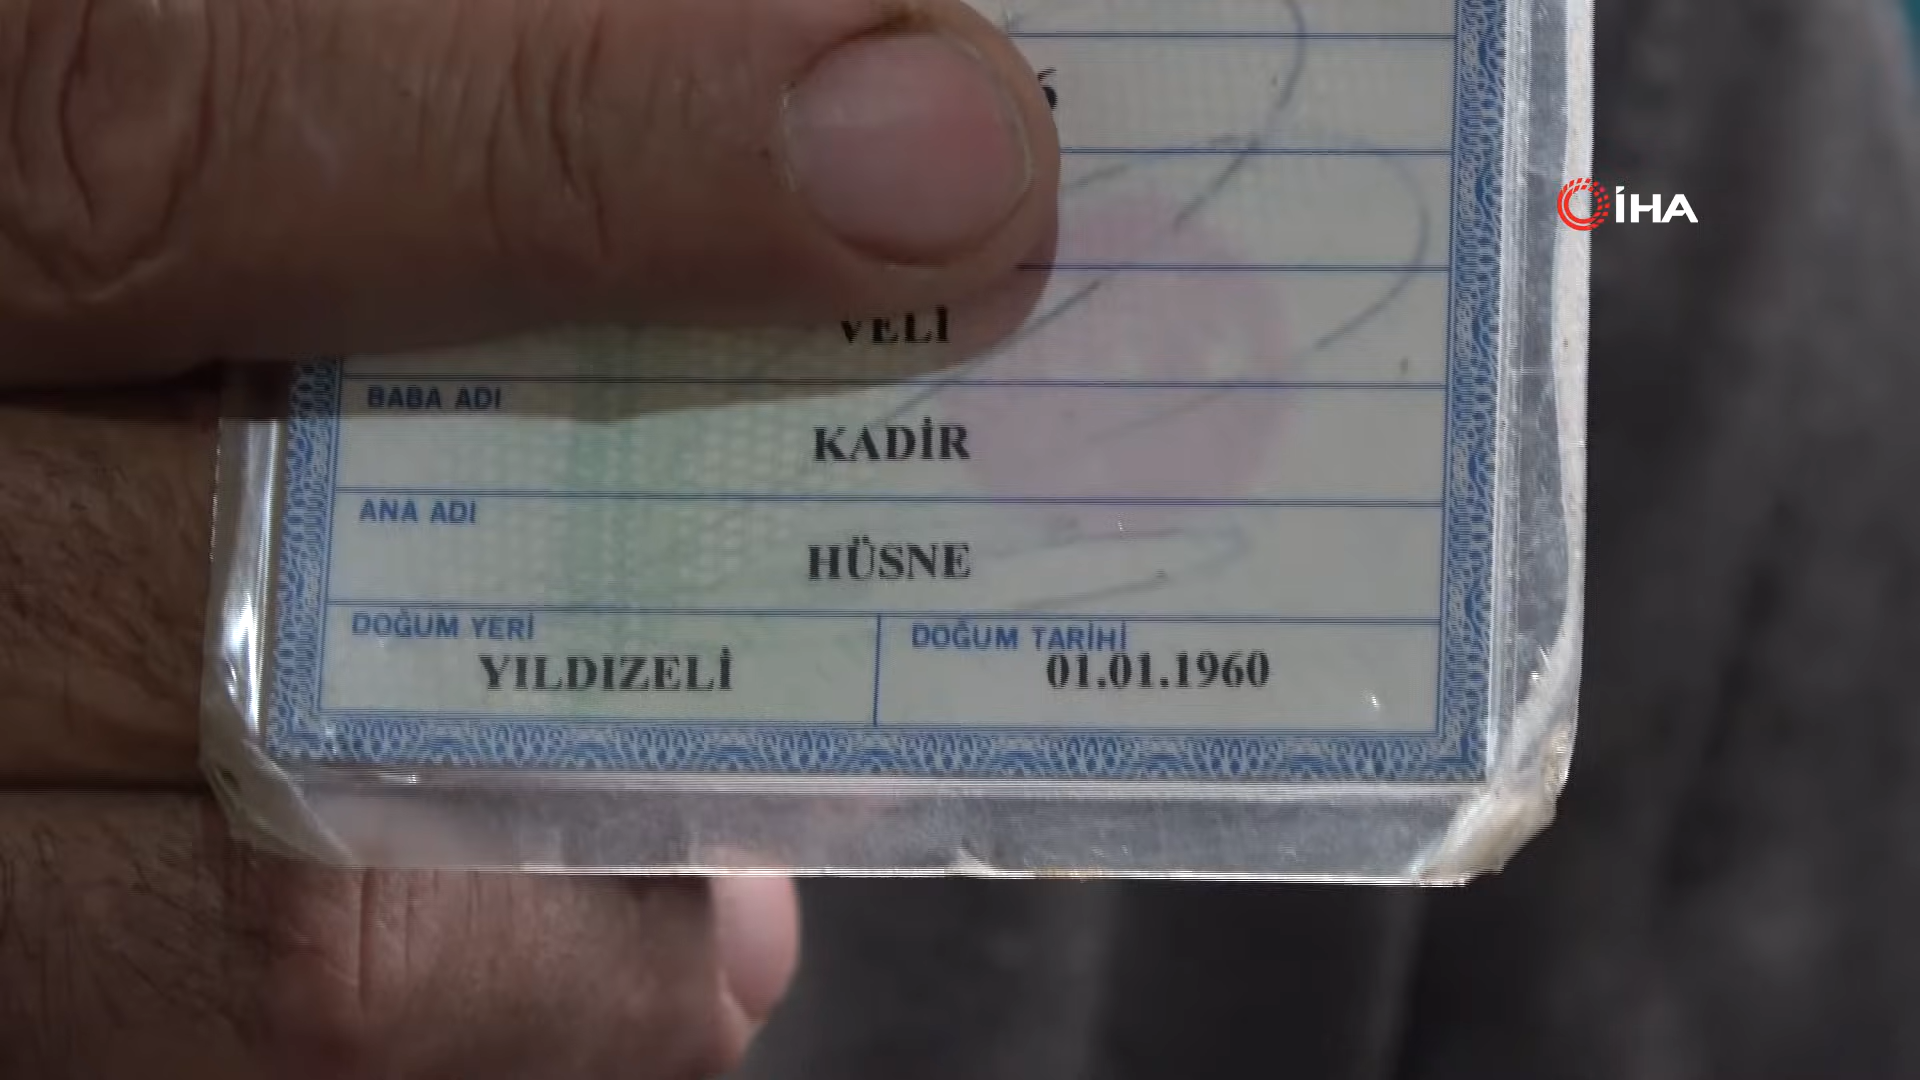 İHA
VELİ
BABA ADI
KADİR
ANA ADI
HÜSNE
DOĞUM YERİ
YILDIZELİ
DOĞUM TARİHİ
01.01.1960